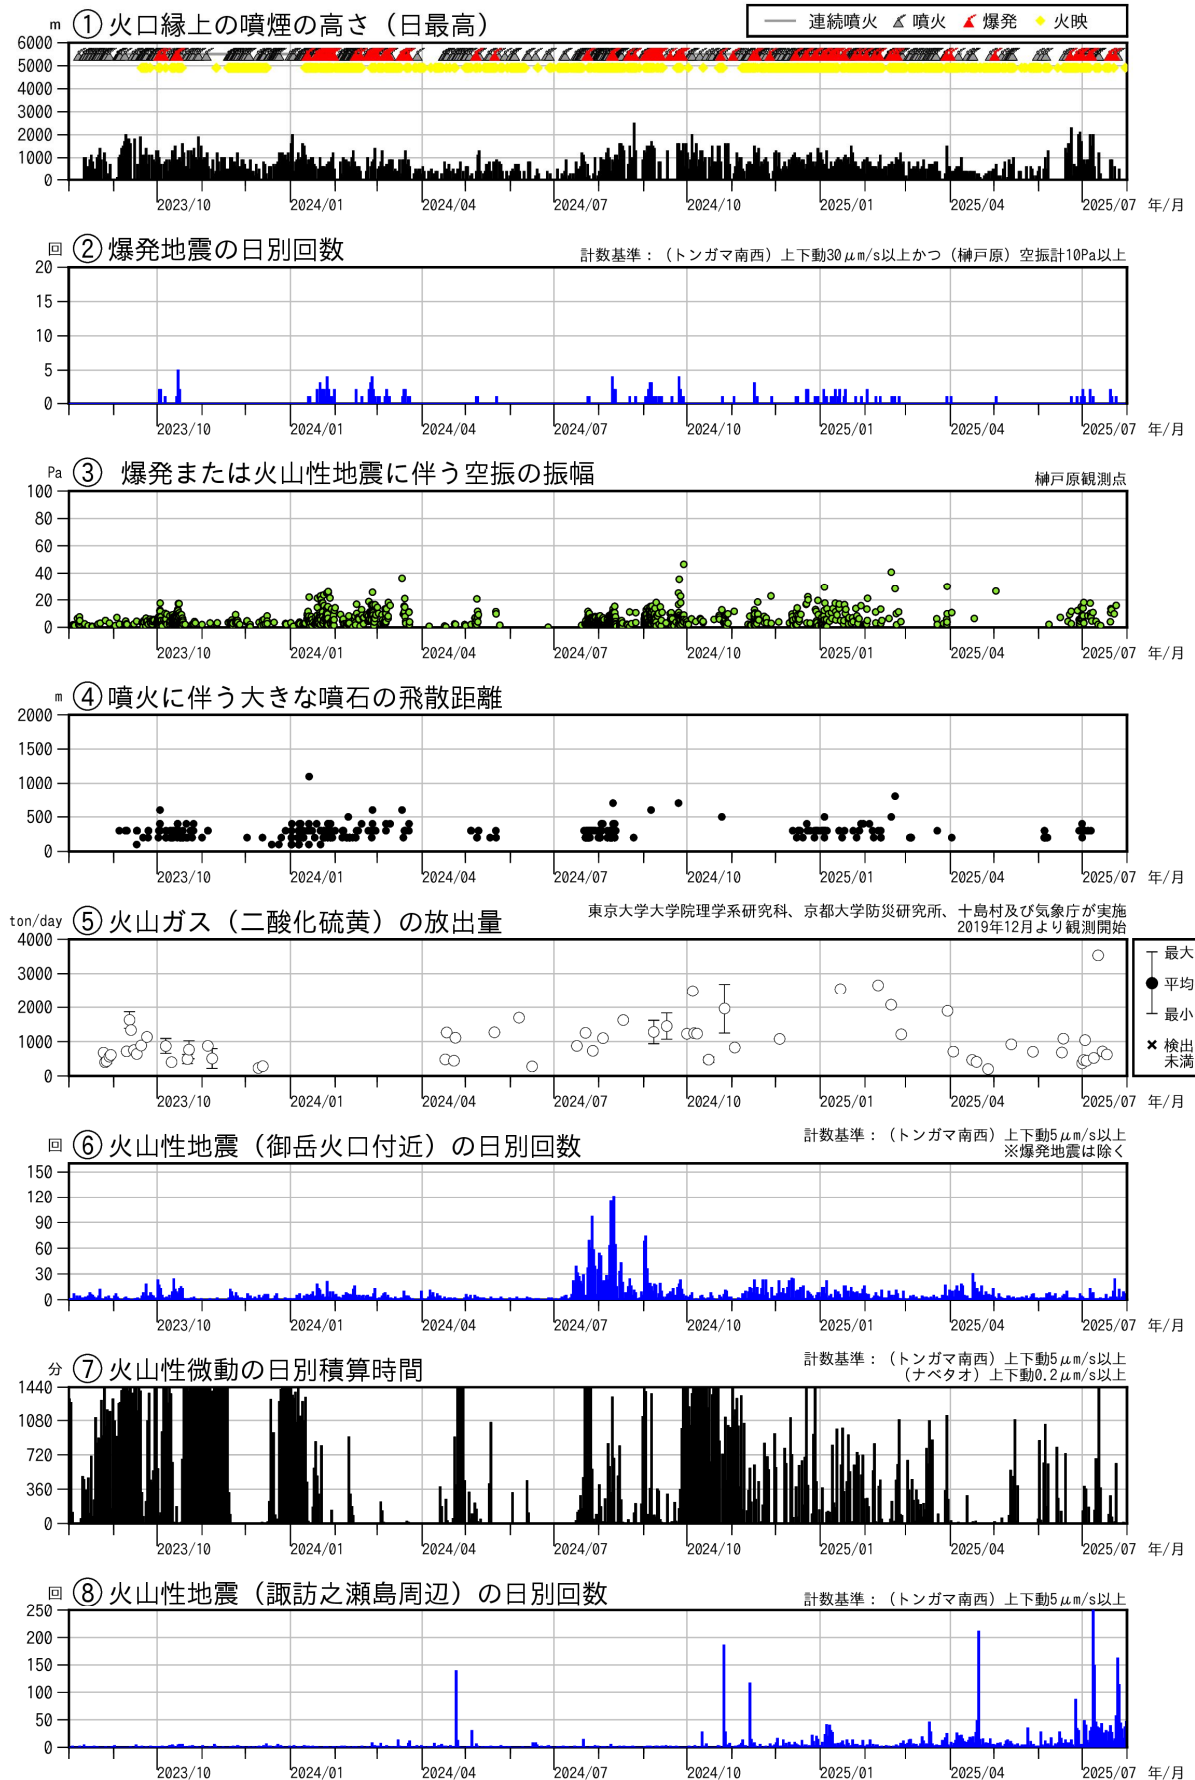 m ①火口縁上の噴煙の高さ（日最高）
連続噴火 噴火 爆発 火映
6000
5000
4000
3000
2000
1000
0
2023/10 2024/01 2024/04 2024/07 2024/10 2025/01 2025/04 2025/07 年/月
回 ②爆発地震の日別回数
計数基準：（トンガマ南西）上下動30μm/s以上かつ（榊戸原）空振計10Pa以上
20
15
10
5
0
2023/10 2024/01 2024/04 2024/07 2024/10 2025/01 2025/04 2025/07 年/月
Pa ③ 爆発または火山性地震に伴う空振の振幅
榊戸原観測点
100
80
60
40
20
0
2023/10 2024/01 2024/04 2024/07 2024/10 2025/01 2025/04 2025/07 年/月
m ④噴火に伴う大きな噴石の飛散距離
2000
1500
1000
500
0
2023/10 2024/01 2024/04 2024/07 2024/10 2025/01 2025/04 2025/07 年/月
ton/day ⑤火山ガス（二酸化硫黄）の放出量
東京大学大学院理学系研究科、京都大学防災研究所、十島村及び気象庁が実施
2019年12月より観測開始
4000
3000
2000
1000
0
最大
平均
最小
検出
未満
2023/10 2024/01 2024/04 2024/07 2024/10 2025/01 2025/04 2025/07 年/月
回 ⑥火山性地震（御岳火口付近）の日別回数
計数基準：（トンガマ南西）上下動5μm/s以上
※爆発地震は除く
150
120
90
60
30
0
2023/10 2024/01 2024/04 2024/07 2024/10 2025/01 2025/04 2025/07 年/月
分 ⑦火山性微動の日別積算時間
計数基準：（トンガマ南西）上下動5μm/s以上
（ナベタオ）上下動0.2μm/s以上
1440
1080
720
360
0
2023/10 2024/01 2024/04 2024/07 2024/10 2025/01 2025/04 2025/07 年/月
回 ⑧火山性地震（諏訪之瀬島周辺）の日別回数
計数基準：（トンガマ南西）上下動5μm/s以上
250
200
150
100
50
0
2023/10 2024/01 2024/04 2024/07 2024/10 2025/01 2025/04 2025/07 年/月